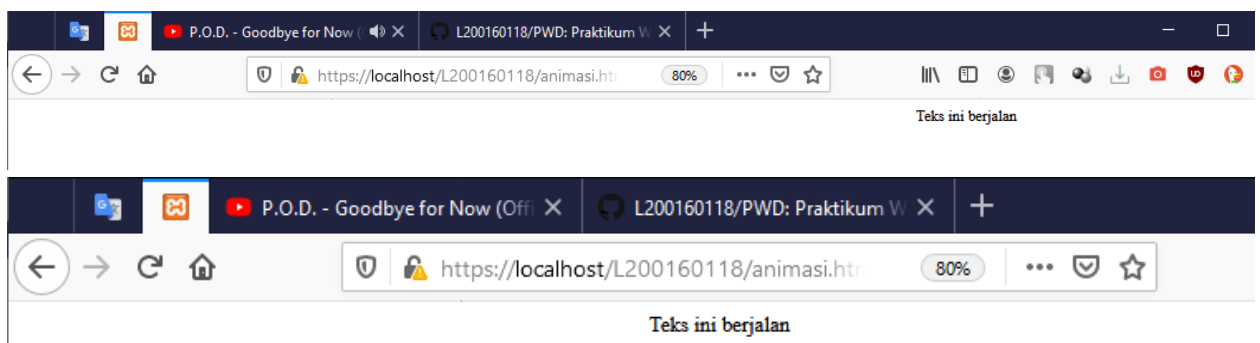 P.O.D. - Goodbye for Now (
L200160118/PWD: Praktikum W
https://localhost/L200160118/animasi.htr
80%
Teks ini berjalan
P.O.D. - Goodbye for Now (Offi
L200160118/PWD: Praktikum W
https://localhost/L200160118/animasi.htr
80%
Teks ini berjalan